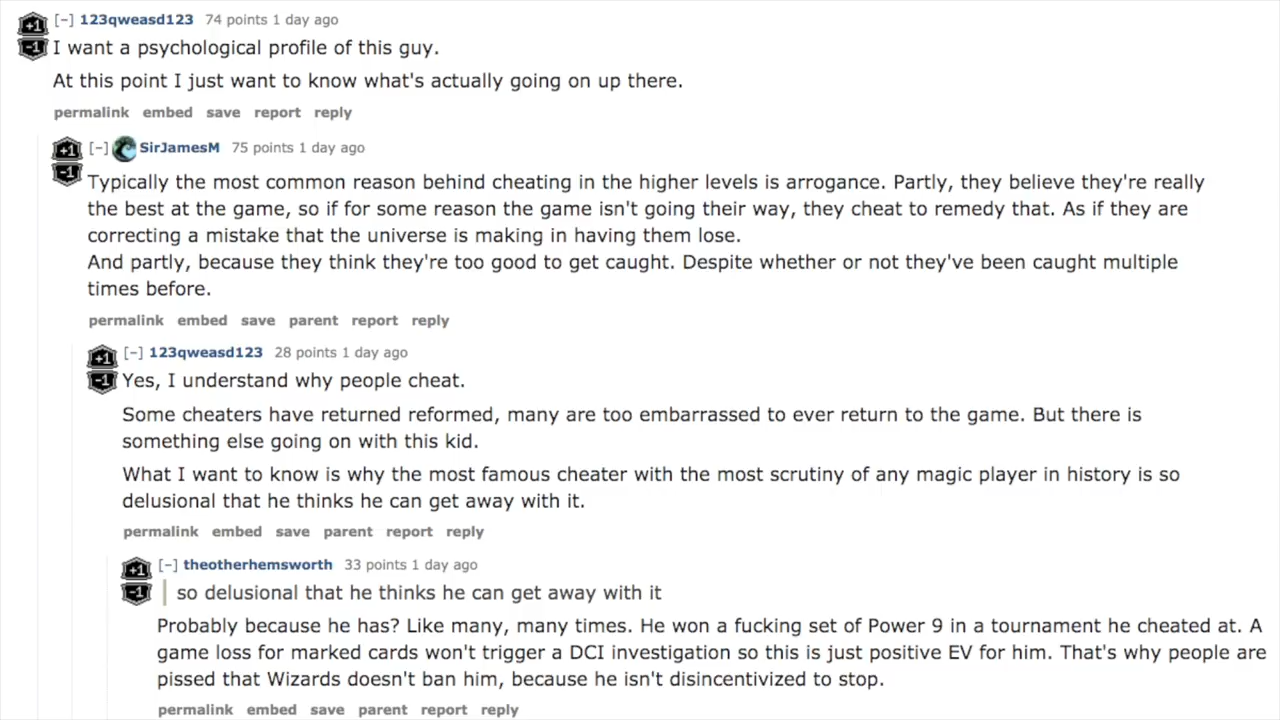 +1 [–] 123qweasd123 74 points 1 day ago
-1 I want a psychological profile of this guy.
At this point I just want to know what's actually going on up there.
permalink embed save report reply
+1 [–] SirJamesM 75 points 1 day ago
-1
Typically the most common reason behind cheating in the higher levels is arrogance. Partly, they believe they're really
the best at the game, so if for some reason the game isn't going their way, they cheat to remedy that. As if they are
correcting a mistake that the universe is making in having them lose.
And partly, because they think they're too good to get caught. Despite whether or not they've been caught multiple
times before.
permalink embed save parent report reply
+1 [–] 123qweasd123 28 points 1 day ago
-1 Yes, I understand why people cheat.
Some cheaters have returned reformed, many are too embarrassed to ever return to the game. But there is
something else going on with this kid.
What I want to know is why the most famous cheater with the most scrutiny of any magic player in history is so
delusional that he thinks he can get away with it.
permalink embed save parent report reply
+1 [–] theotherhemsworth 33 points 1 day ago
-1 so delusional that he thinks he can get away with it
Probably because he has? Like many, many times. He won a fucking set of Power 9 in a tournament he cheated at. A
game loss for marked cards won't trigger a DCI investigation so this is just positive EV for him. That's why people are
pissed that Wizards doesn't ban him, because he isn't disincentivized to stop.
permalink embed save parent report reply